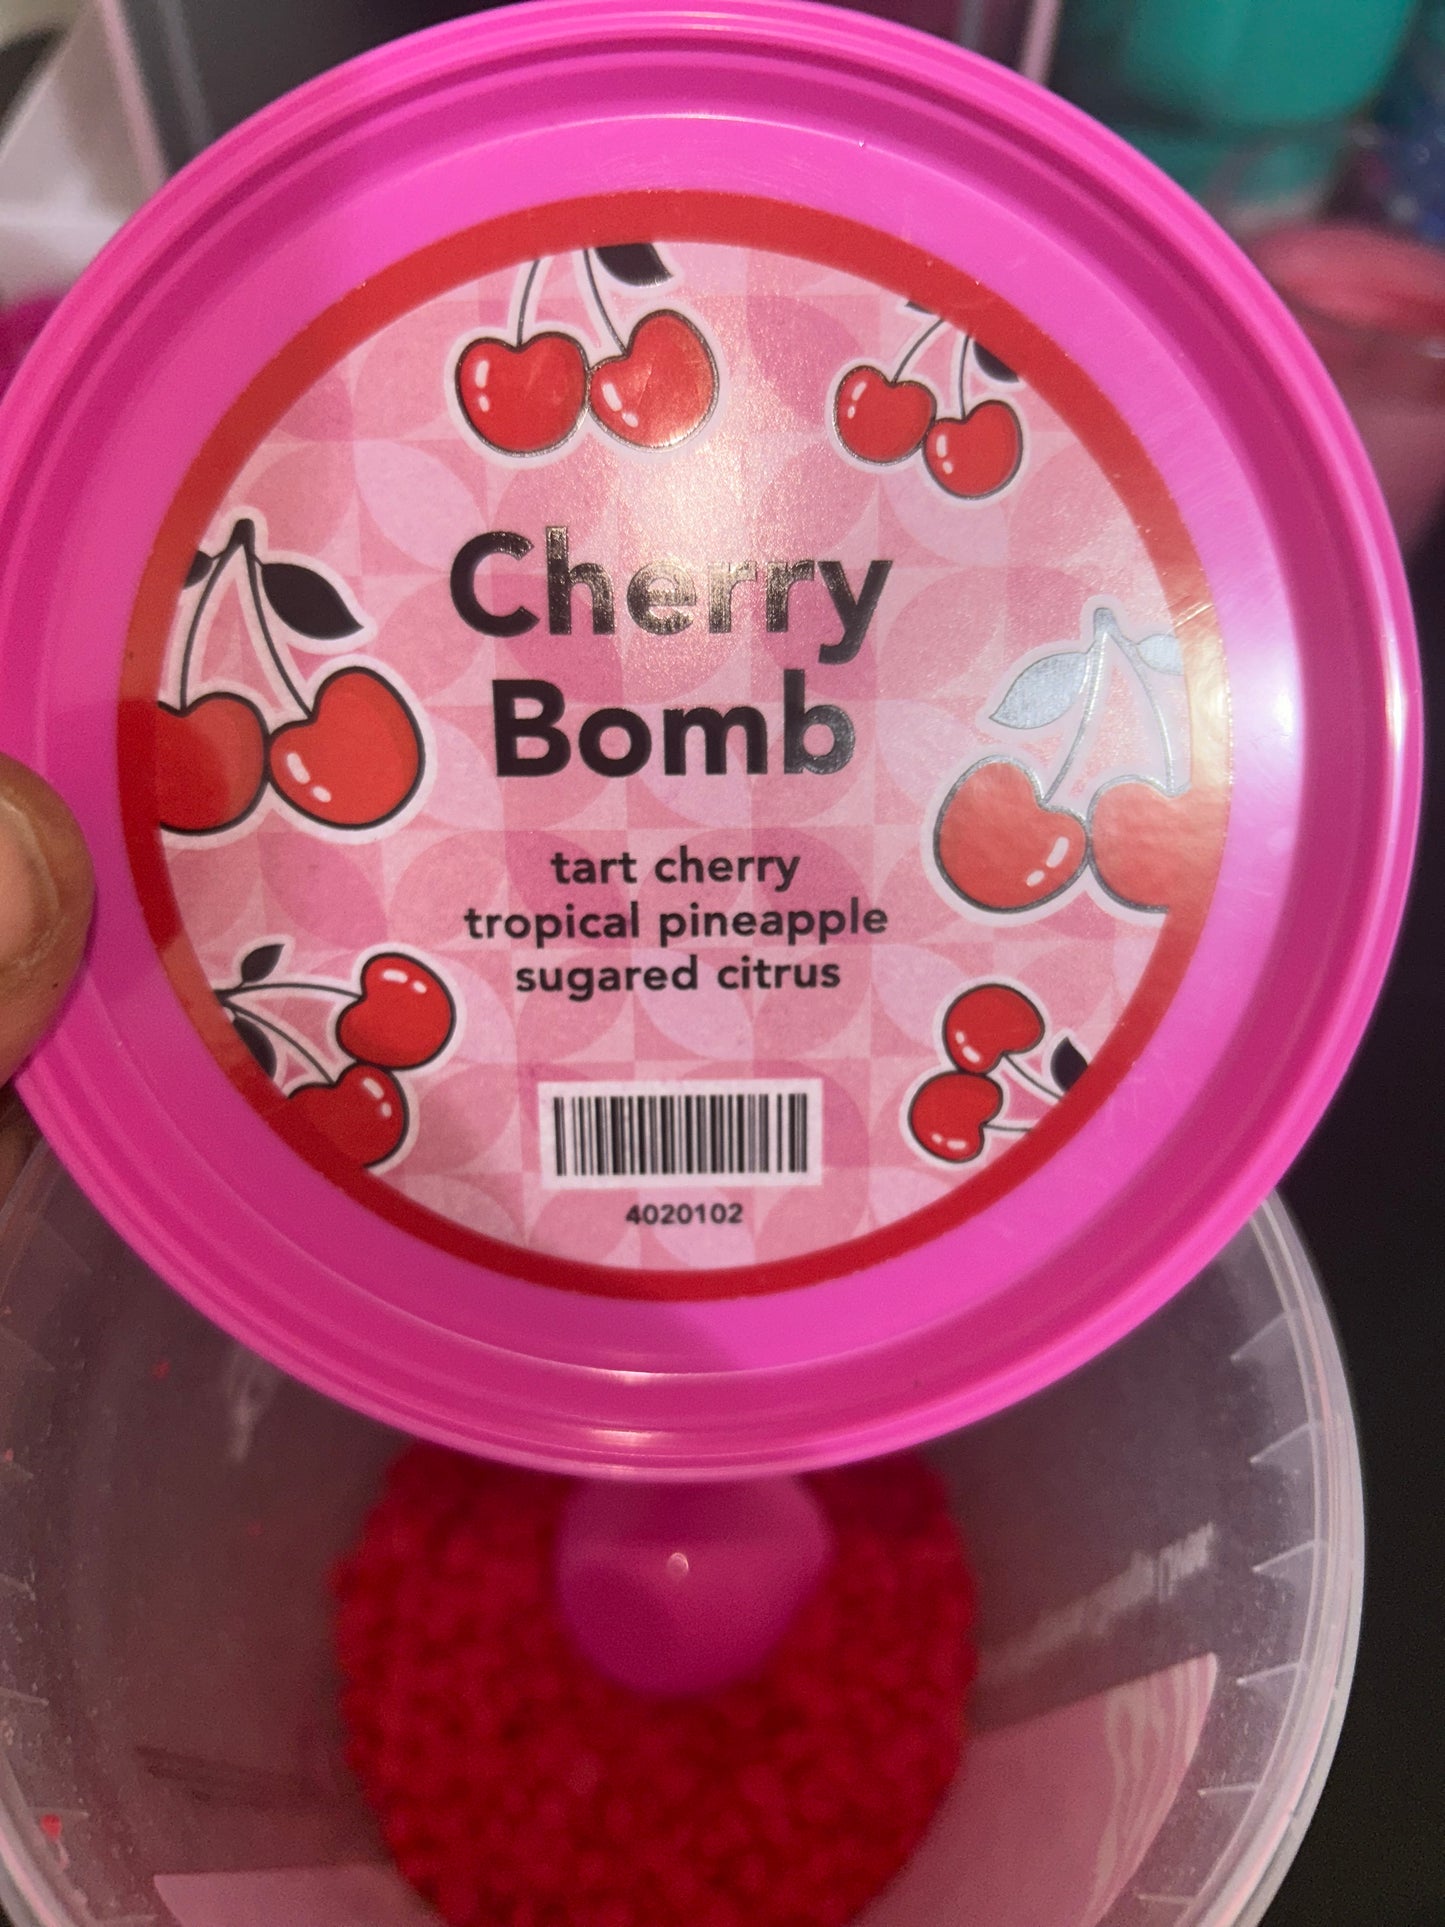 Cherry
Bomb
tart cherry
tropical pineapple
sugared citrus
4020102